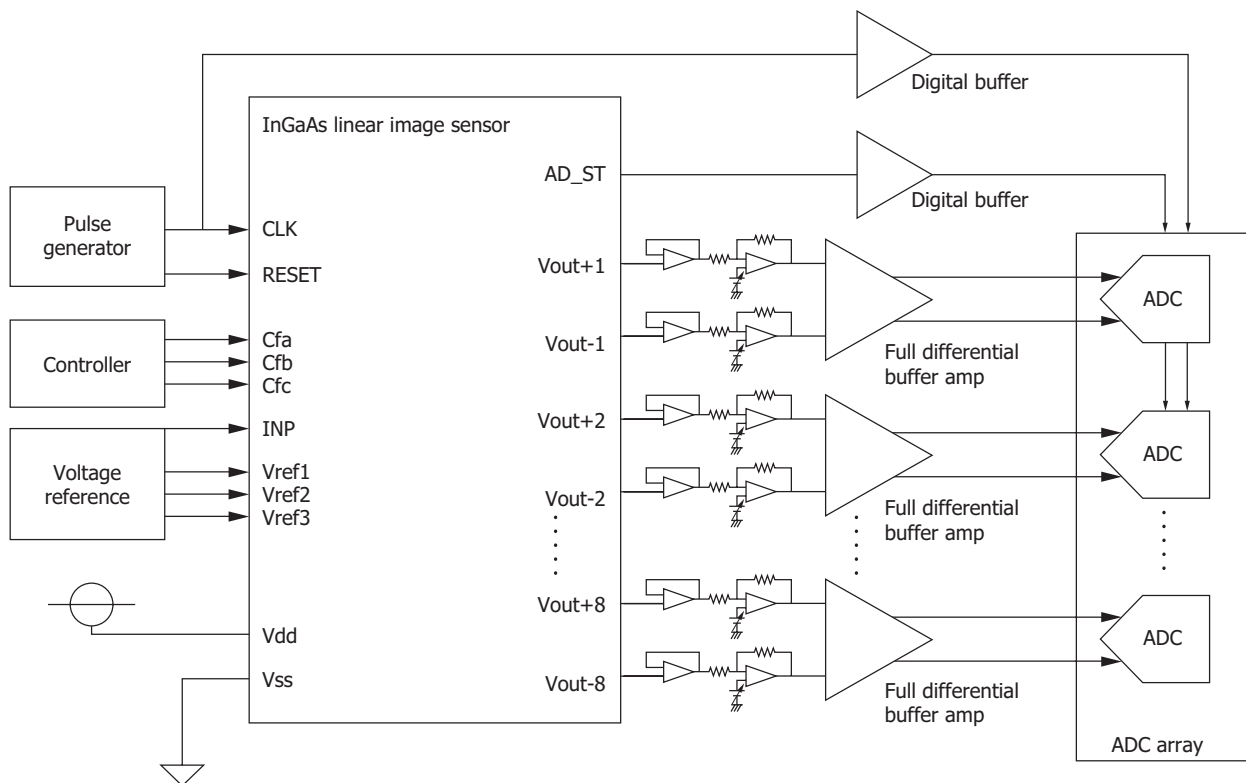 Digital buffer
InGaAs linear image sensor
AD_ST
Digital buffer
Pulse
generator
CLK
RESET
Vout+1
ADC
Vout-1
Controller
Cfa
Cfb
Cfc
Full differential
buffer amp
INP
Vout+2
ADC
Voltage
reference
Vref1
Vref2
Vref3
Vout-2
Full differential
buffer amp
Vout+8
Vdd
ADC
Vss
Vout-8
Full differential
buffer amp
ADC array